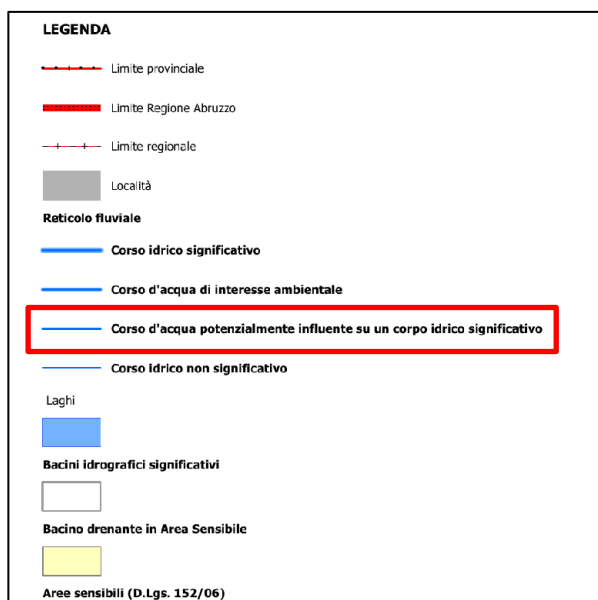 LEGENDA
Limite provinciale
Limite Regione Abruzzo
Limite regionale
Località
Reticolo fluviale
Corso idrico significativo
Corso d'acqua di interesse ambientale
Corso d'acqua potenzialmente influente su un corpo idrico significativo
Corso idrico non significativo
Laghi
Bacini idrografici significativi
Bacino drenante in Area Sensibile
Aree sensibili (D.Lgs. 152/06)